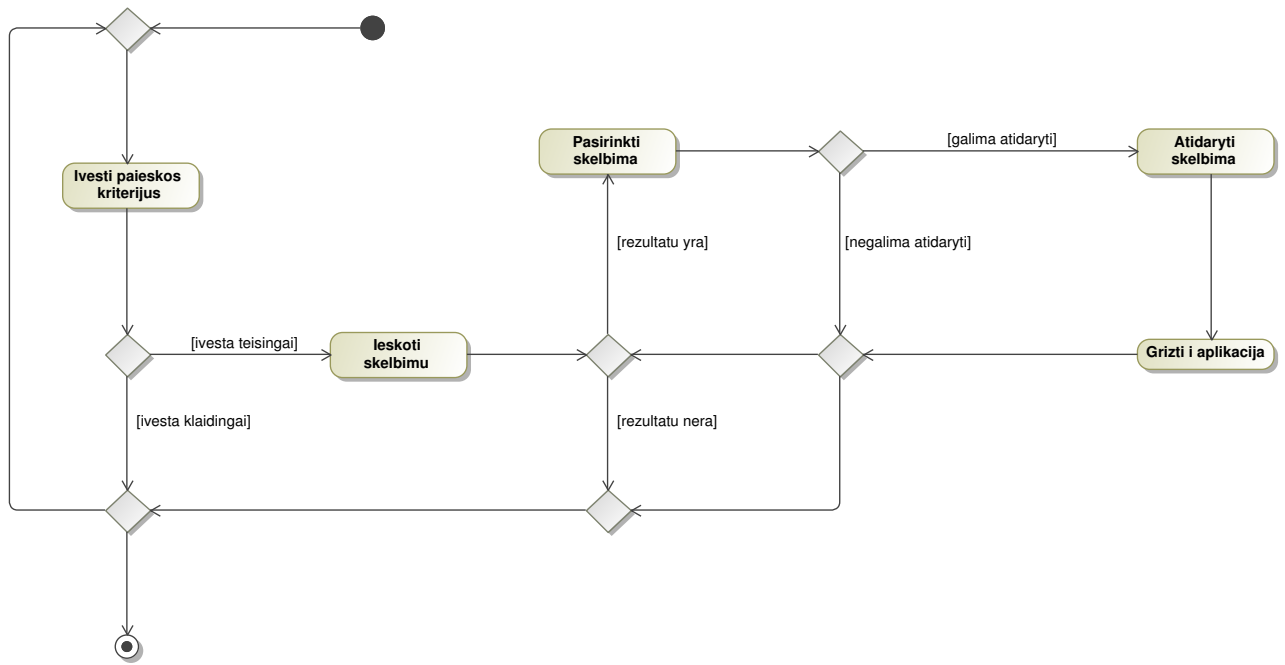 Pasirinkti
skelbima
[galima atidaryti]
Atidaryti
skelbima
Ivesti paieskos
kriterijus
[rezultatu yra]
[negalima atidaryti]
[ivesta teisingai]
Ieskoti
skelbimu
Grizti i aplikacija
[ivesta klaidingai]
[rezultatu nera]